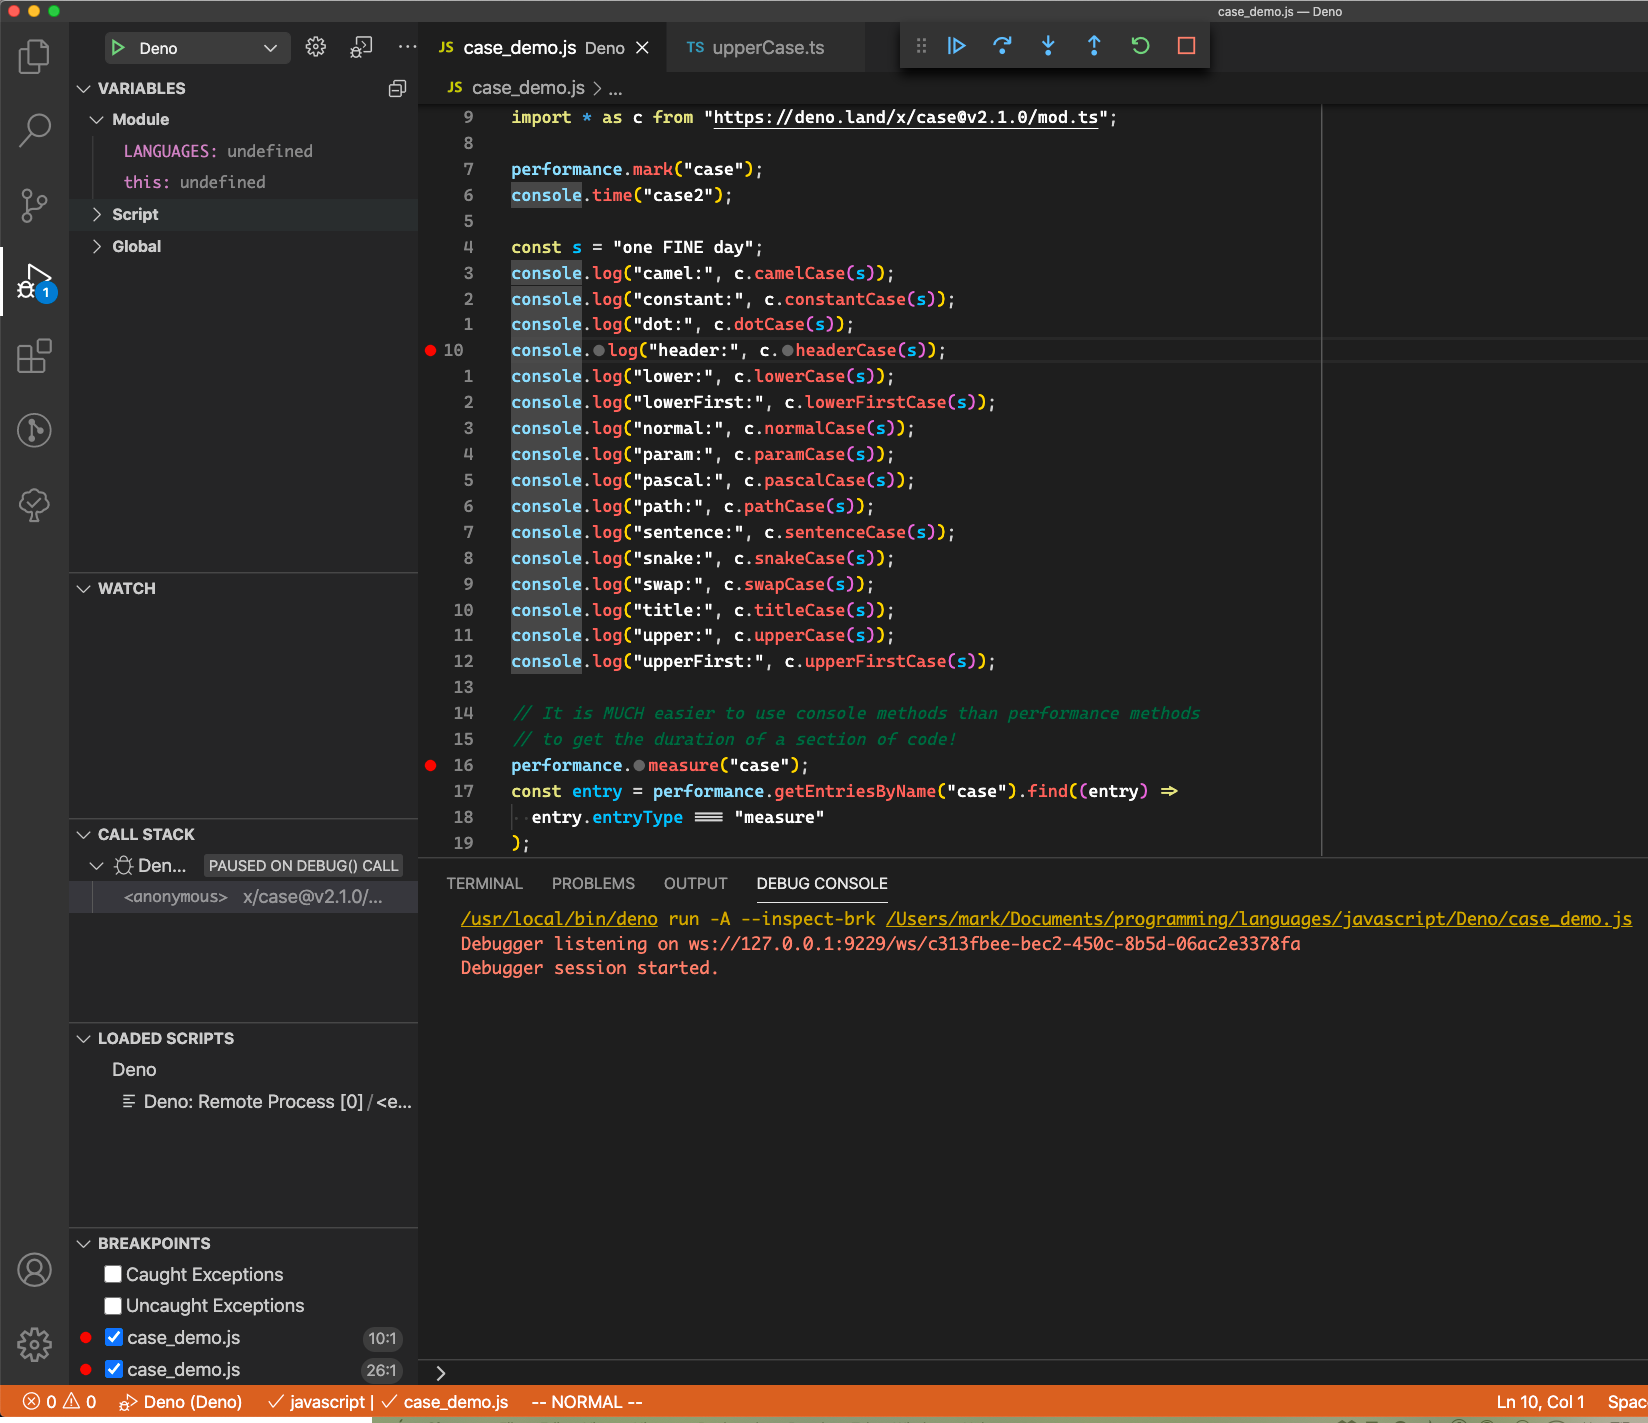 case_demo.js — Deno
Deno
VARIABLES
Module
LANGUAGES: undefined
this: undefined
Script
Global
1
WATCH
CALL STACK
Den... PAUSED ON DEBUG() CALL
<anonymous> x/case@v2.1.0/...
LOADED SCRIPTS
Deno
Deno: Remote Process [0] / <e...
BREAKPOINTS
Caught Exceptions
Uncaught Exceptions
case_demo.js 10:1
case_demo.js 26:1
JS case_demo.js Deno
TS upperCase.ts
JS case_demo.js > ...
9 import * as c from "https://deno.land/x/case@v2.1.0/mod.ts";
8
7 performance.mark("case");
6 console.time("case2");
5
4 const s = "one FINE day";
3 console.log("camel:", c.camelCase(s));
2 console.log("constant:", c.constantCase(s));
1 console.log("dot:", c.dotCase(s));
10 console.log("header:", c.headerCase(s));
1 console.log("lower:", c.lowerCase(s));
2 console.log("lowerFirst:", c.lowerFirstCase(s));
3 console.log("normal:", c.normalCase(s));
4 console.log("param:", c.paramCase(s));
5 console.log("pascal:", c.pascalCase(s));
6 console.log("path:", c.pathCase(s));
7 console.log("sentence:", c.sentenceCase(s));
8 console.log("snake:", c.snakeCase(s));
9 console.log("swap:", c.swapCase(s));
10 console.log("title:", c.titleCase(s));
11 console.log("upper:", c.upperCase(s));
12 console.log("upperFirst:", c.upperFirstCase(s));
13
14 // It is MUCH easier to use console methods than performance methods
15 // to get the duration of a section of code!
16 performance.measure("case");
17 const entry = performance.getEntriesByName("case").find((entry) =>
18 entry.entryType === "measure"
19 );
TERMINAL PROBLEMS OUTPUT DEBUG CONSOLE
/usr/local/bin/deno run -A --inspect-brk /Users/mark/Documents/programming/languages/javascript/Deno/case_demo.js
Debugger listening on ws://127.0.0.1:9229/ws/c313fbee-bec2-450c-8b5d-06ac2e3378fa
Debugger session started.
0 0 Deno (Deno) javascript | case_demo.js -- NORMAL -- Ln 10, Col 1 Spac